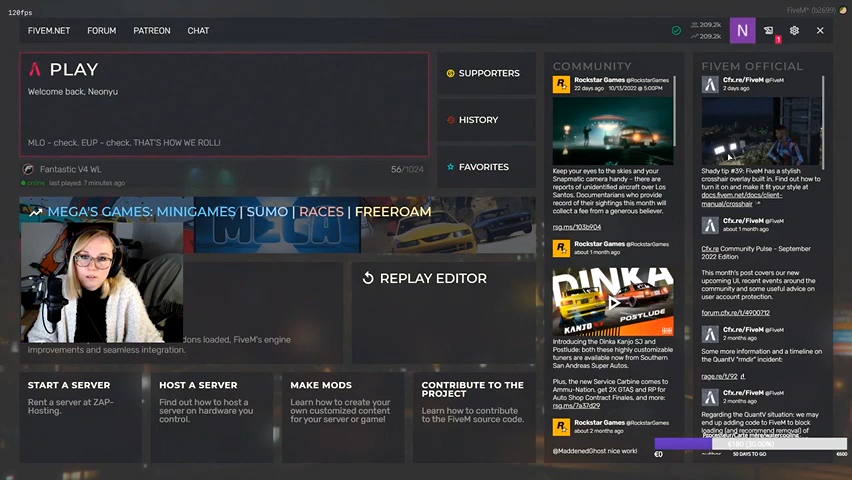 120fps
FiveM* (b2699)
FIVEM.NET
FORUM
PATREON
CHAT
209.2k
209.2k
N
1
PLAY
Welcome back, Neonyu
MLO - check. EUP - check. THAT'S HOW WE ROLL!
Fantastic V4 WL
56/1024
online last played: 7 minutes ago
SUPPORTERS
HISTORY
FAVORITES
MEGA'S GAMES: MINIGAMES | SUMO | RACES | FREEROAM
MEGA
REPLAY EDITOR
dons loaded, FiveM's engine
improvements and seamless integration.
START A SERVER
Rent a server at ZAP-
Hosting.
HOST A SERVER
Find out how to host
a server on hardware you
control.
MAKE MODS
Learn how to create your
own customized content
for your server or game!
CONTRIBUTE TO THE
PROJECT
Learn how to contribute
to the FiveM source code.
COMMUNITY
Rockstar Games @RockstarGames
22 days ago 10/13/2022 @ 5:00PM
Keep your eyes to the skies and your
Snapmatic camera handy - there are
reports of unidentified aircraft over Los
Santos. Documentarians who provide
record of their sightings this month will
collect a fee from a generous believer.
rsg.ms/103b904
Rockstar Games @RockstarGames
about 1 month ago
DINKA
KANJO SJ
POSTLUDE
Introducing the Dinka Kanjo SJ and
Postlude: both these highly customizable
tuners are available now from Southern
San Andreas Super Autos.
Plus, the new Service Carbine comes to
Ammu-Nation, get 2X GTA$ and RP for
Auto Shop Contract Finales, and more:
rsg.ms/7a37d29
Rockstar Games @RockstarGames
about 2 months ago
@MaddenedGhost nice work!
FIVEM OFFICIAL
Cfx.re/FiveM @FiveM
2 days ago
Shady tip #39: FiveM has a stylish
crosshair overlay built in. Find out how to
turn it on and make it fit your style at
docs.fivem.net/docs/client-
manual/crosshair
Cfx.re/FiveM @FiveM
about 1 month ago
Cfx.re Community Pulse - September
2022 Edition
This month's post covers our new
upcoming UI, recent events around the
community and some useful advice on
user account protection.
forum.cfx.re/t/4900712
Cfx.re/FiveM @FiveM
2 months ago
Some more information and a timeline on
the QuantV "rmdir" incident:
rage.re/t/92
Cfx.re/FiveM @FiveM
2 months ago
Regarding the QuantV situation: we may
end up adding code to FiveM to block
loading (and recommend removal) of
Processeur/Carte mère/watercooling
€180 (30.00%)
€0
50 DAYS TO GO
€600